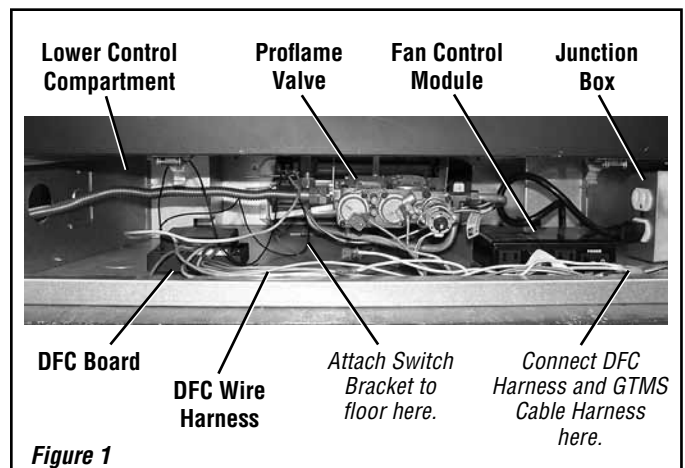 Lower Control
Compartment
Proflame
Valve
Fan Control
Module
Junction
Box
DFC Board
DFC Wire
Harness
Attach Switch
Bracket to
floor here.
Connect DFC
Harness and GTMS
Cable Harness
here.
Figure 1